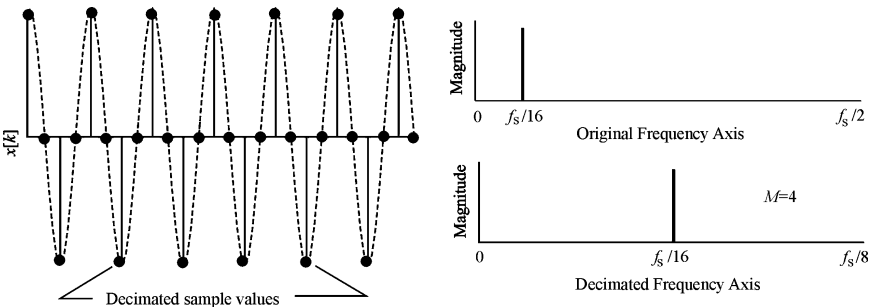 x[k]
Decimated sample values
Magnitude
0
fs/16
fs/2
Original Frequency Axis
Magnitude
M=4
0
fs/16
fs/8
Decimated Frequency Axis